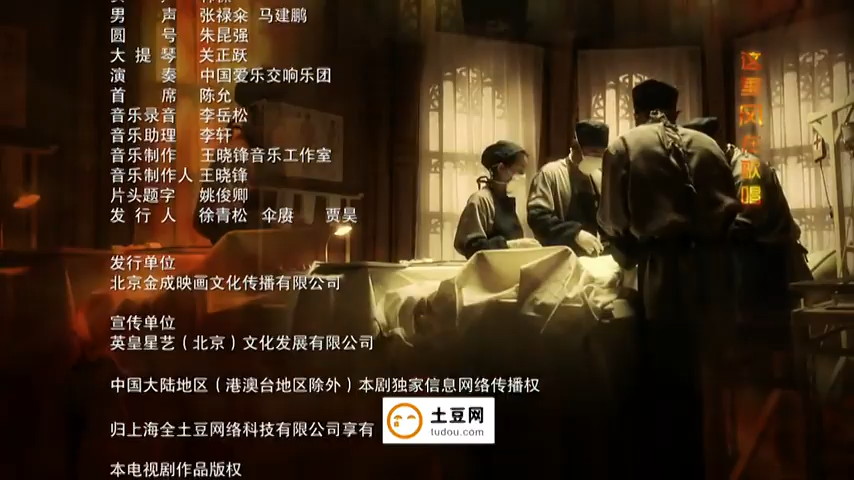 男 声 张禄籴 马建鹏
圆 号 朱昆强
大提琴 关正跃
演 奏 中国爱乐交响乐团
首 席 陈允
音乐录音 李岳松
音乐助理 李轩
音乐制作 王晓锋音乐工作室
音乐制作人 王晓锋
片头题字 姚俊卿
发行人 徐青松 伞赓 贾昊
发行单位
北京金成映画文化传播有限公司
宣传单位
英皇星艺（北京）文化发展有限公司
中国大陆地区（港澳台地区除外）本剧独家信息网络传播权
归上海全土豆网络科技有限公司享有
土豆网
tudou.com
本电视剧作品版权
歌唱